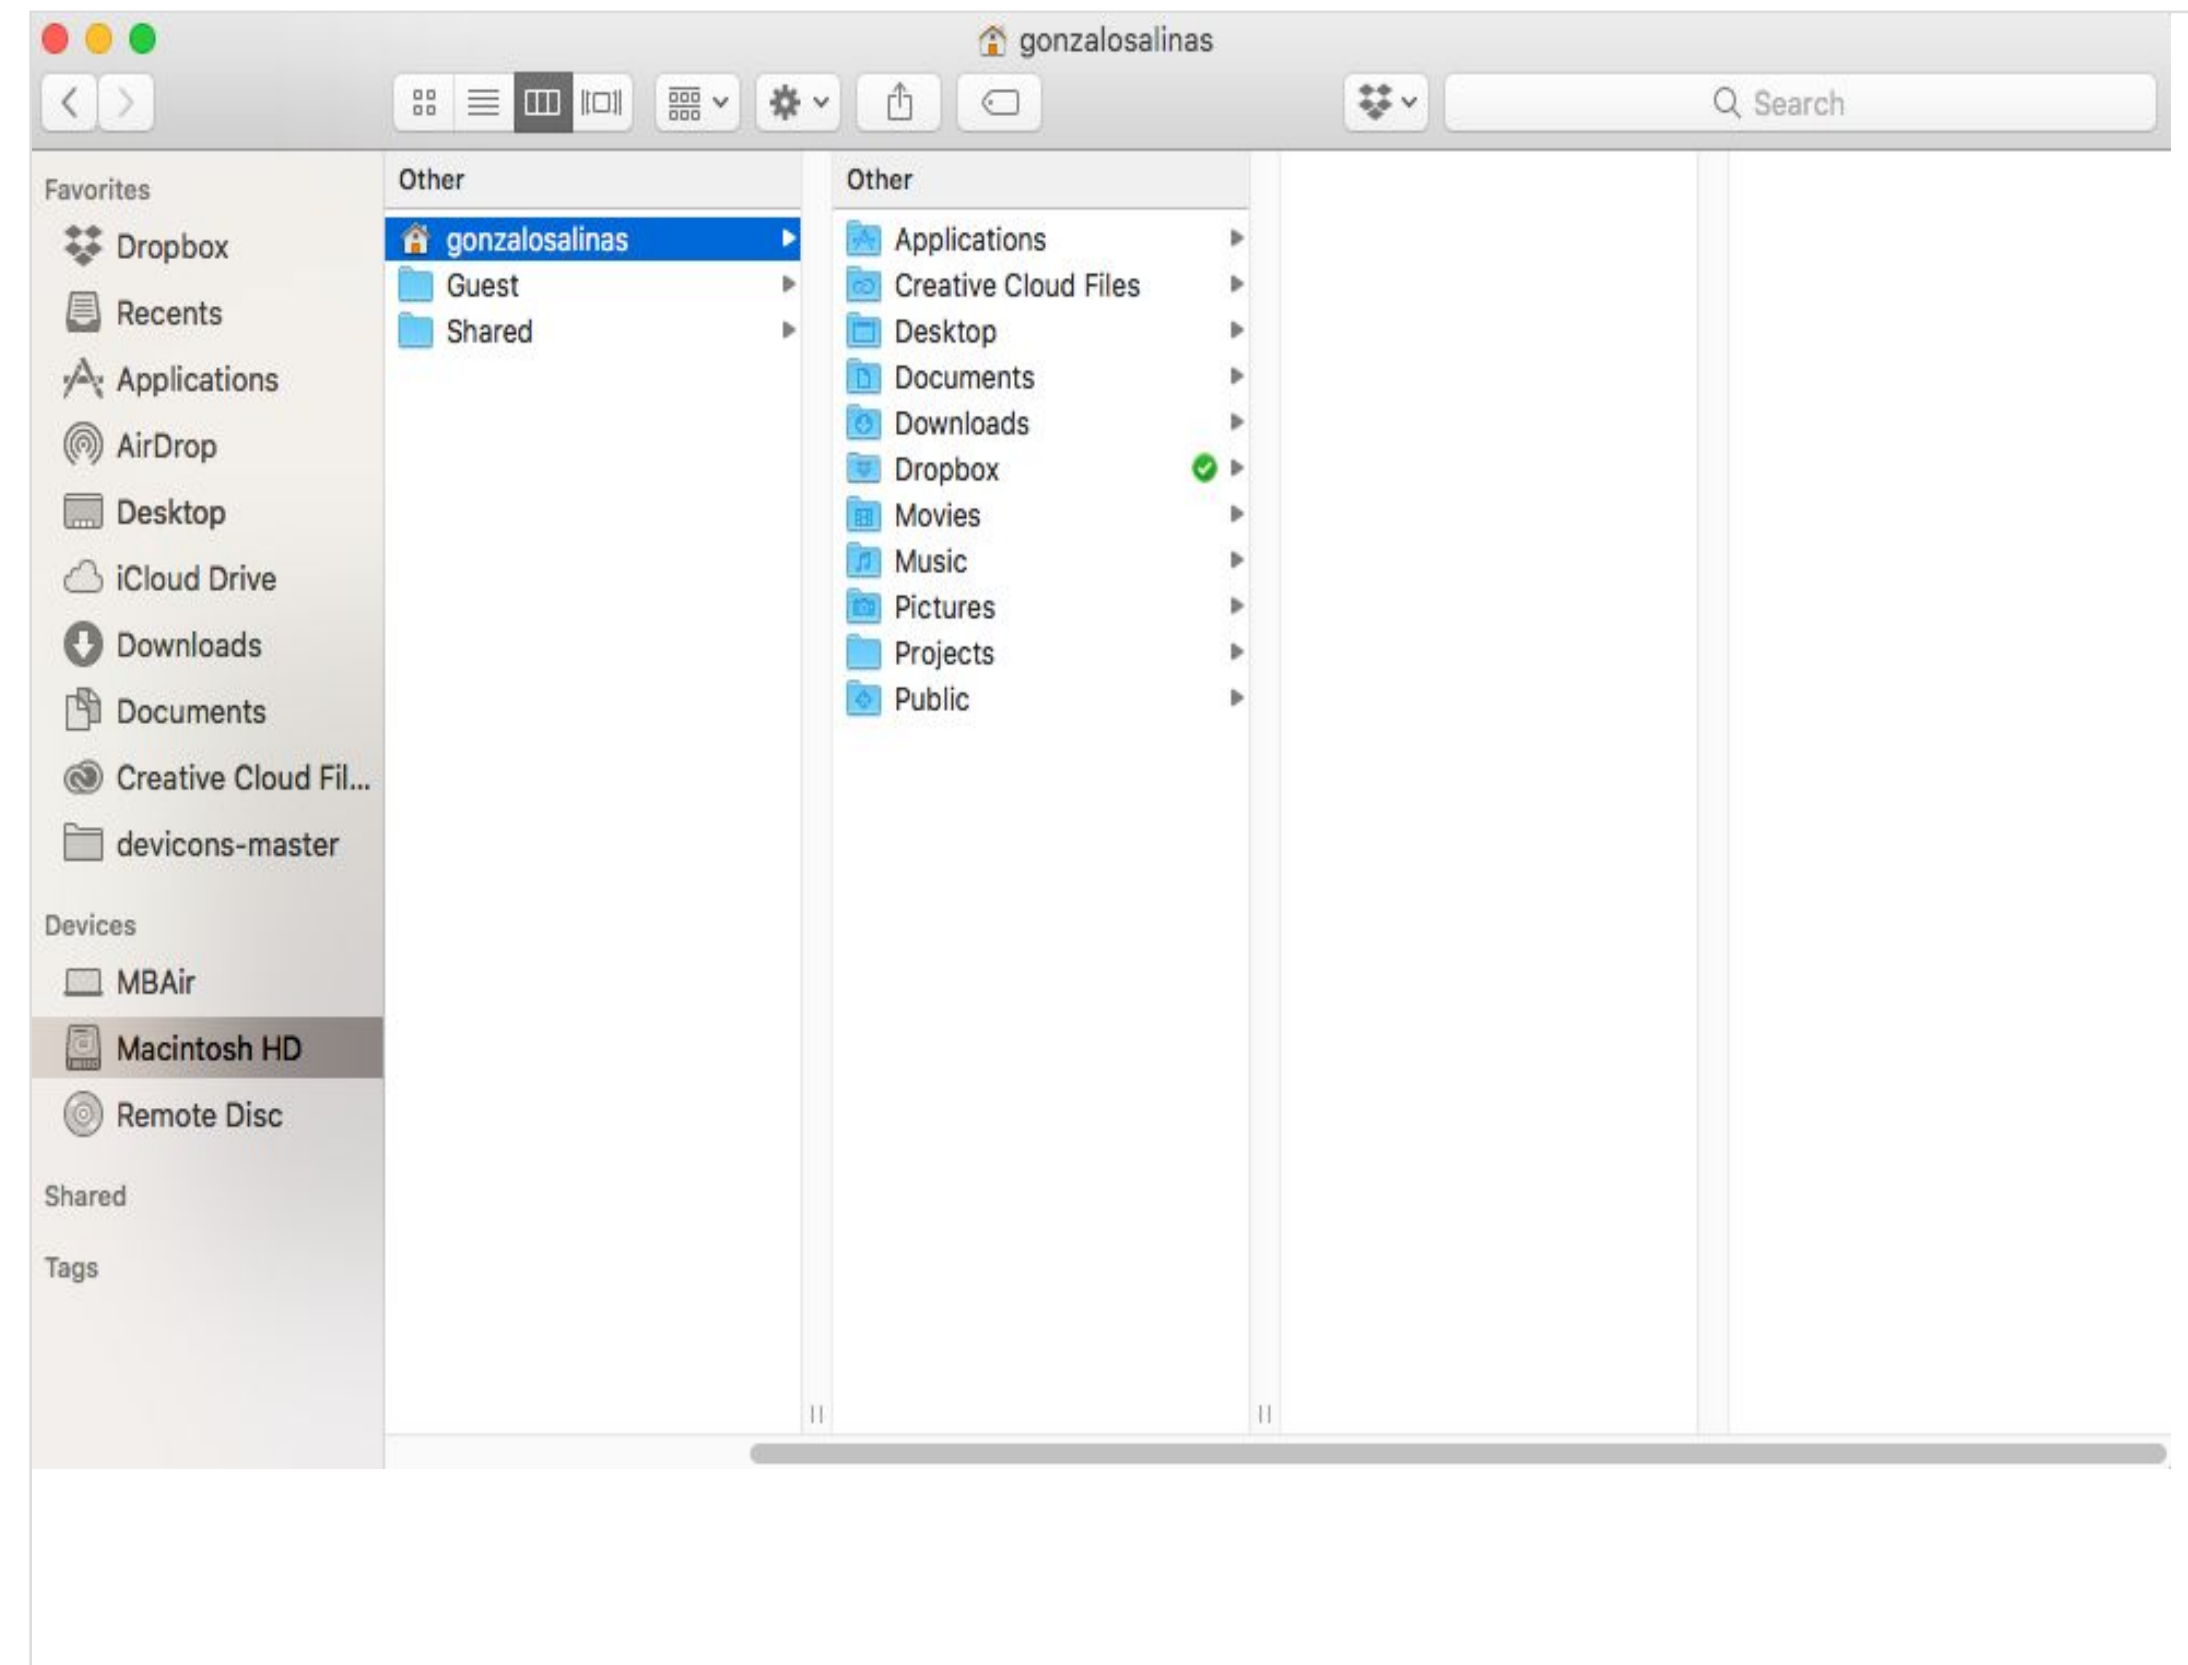 gonzalosalinas
Search
Favorites
Dropbox
Recents
Applications
AirDrop
Desktop
iCloud Drive
Downloads
Documents
Creative Cloud Fil...
devicons-master
Devices
MBAir
Macintosh HD
Remote Disc
Shared
Tags
Other
gonzalosalinas
Guest
Shared
Other
Applications
Creative Cloud Files
Desktop
Documents
Downloads
Dropbox
Movies
Music
Pictures
Projects
Public